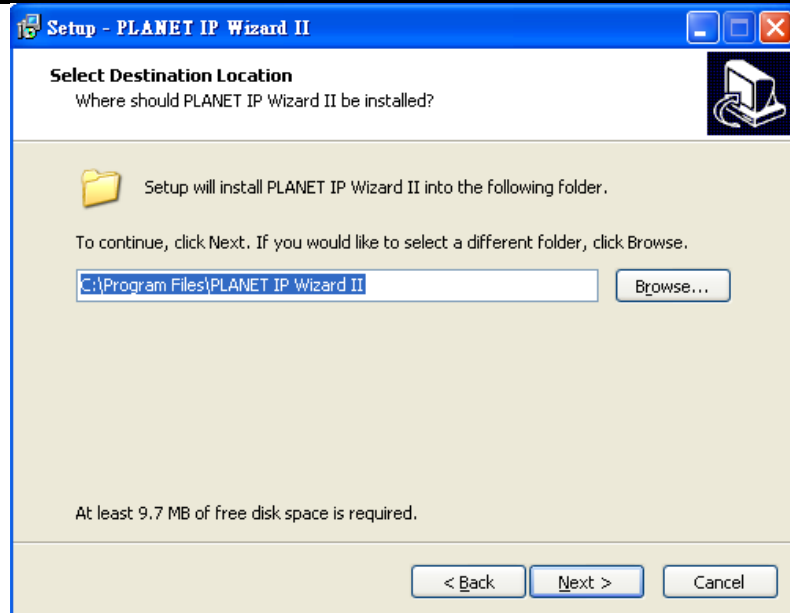 Setup - PLANET IP Wizard II
Select Destination Location
Where should PLANET IP Wizard II be installed?
Setup will install PLANET IP Wizard II into the following folder.
To continue, click Next. If you would like to select a different folder, click Browse.
C:\Program Files\PLANET IP Wizard II
Browse...
At least 9.7 MB of free disk space is required.
< Back Next > Cancel